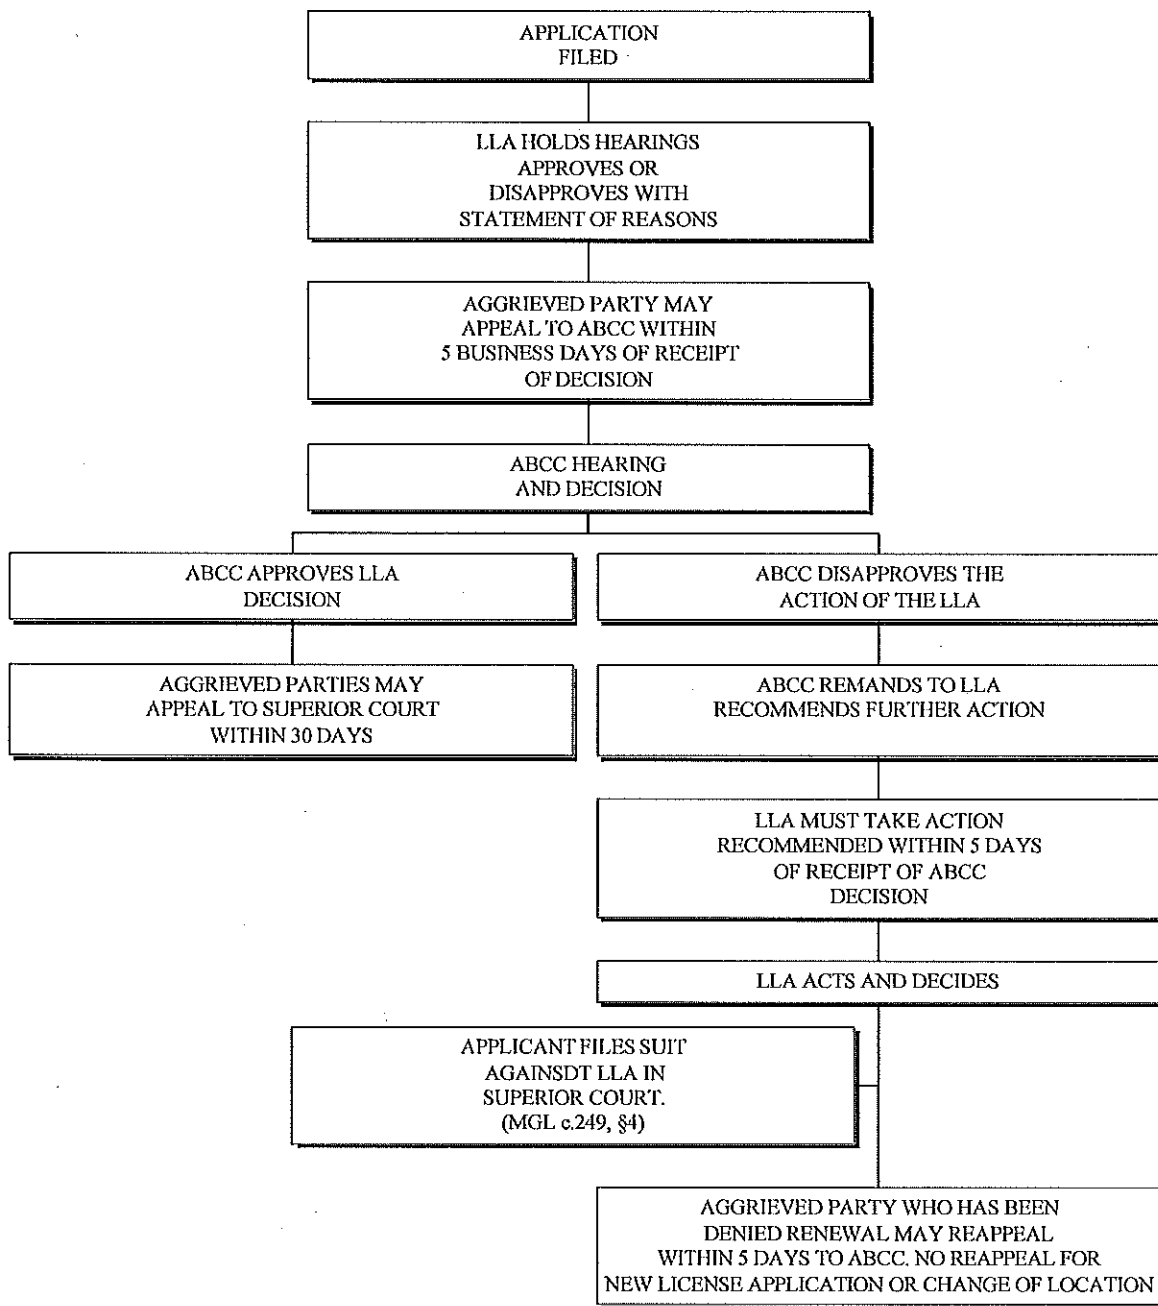 APPLICATION
FILED
LLA HOLDS HEARINGS
APPROVES OR
DISAPPROVES WITH
STATEMENT OF REASONS
AGGRIEVED PARTY MAY
APPEAL TO ABCC WITHIN
5 BUSINESS DAYS OF RECEIPT
OF DECISION
ABCC HEARING
AND DECISION
ABCC APPROVES LLA
DECISION
AGGRIEVED PARTIES MAY
APPEAL TO SUPERIOR COURT
WITHIN 30 DAYS
ABCC DISAPPROVES THE
ACTION OF THE LLA
ABCC REMANDS TO LLA
RECOMMENDS FURTHER ACTION
LLA MUST TAKE ACTION
RECOMMENDED WITHIN 5 DAYS
OF RECEIPT OF ABCC
DECISION
LLA ACTS AND DECIDES
APPLICANT FILES SUIT
AGAINSDT LLA IN
SUPERIOR COURT.
(MGL c.249, §4)
AGGRIEVED PARTY WHO HAS BEEN
DENIED RENEWAL MAY REAPPEAL
WITHIN 5 DAYS TO ABCC. NO REAPPEAL FOR
NEW LICENSE APPLICATION OR CHANGE OF LOCATION